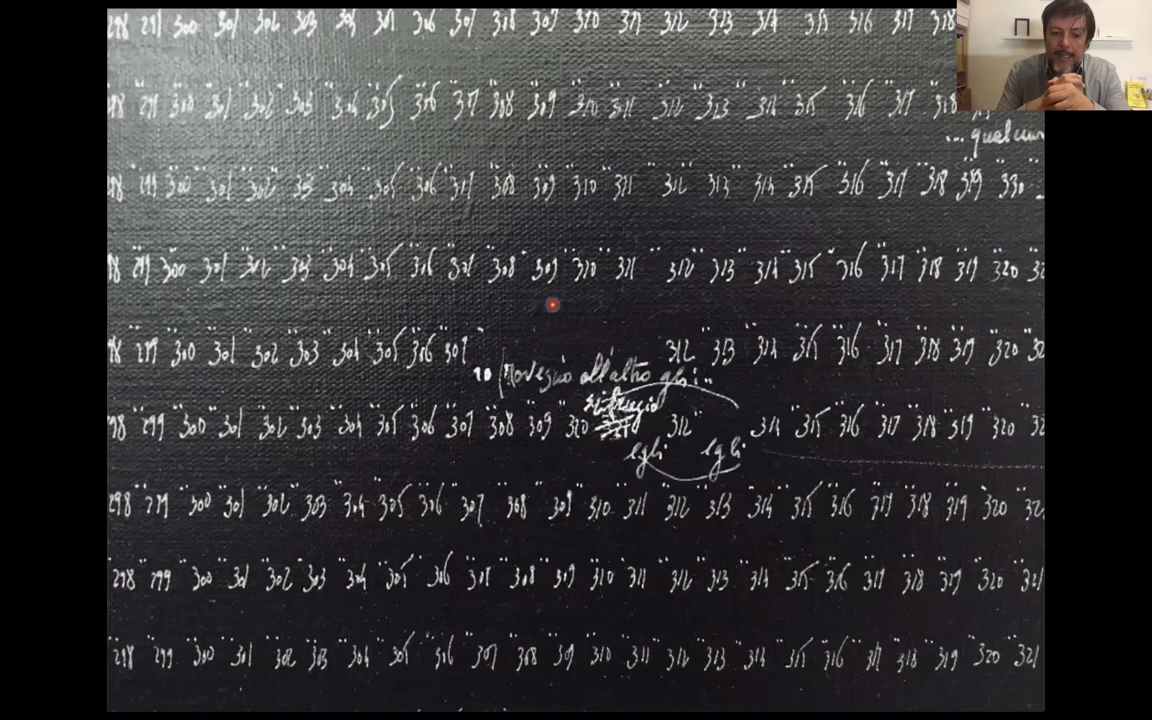 300 301 302 303 304 305 306 307 308 309 310 311 312 313 314 315 316 317 318
299 300 301 302 303 304 305 306 307 308 309 310 311 312 313 314 315 316 317 318
... qualcun
299 300 301 302 303 304 305 306 307 308 309 310 311 312 313 314 315 316 317 318 319 320
299 300 301 302 303 304 305 306 307 308 309 310 311 312 313 314 315 316 317 318 319 320
299 300 301 302 303 304 305 306 307 312 313 314 315 316 317 318 319 320
all'altro gli...
rifugio
299 300 301 302 303 304 305 306 307 308 309 310 312 314 315 316 317 318 319 320
egli egli
298 299 300 301 302 303 304 305 306 307 308 309 310 311 312 313 314 315 316 317 318 319 320
298 299 300 301 302 303 304 305 306 307 308 309 310 311 312 313 314 315 316 317 318 319 320 321
298 299 300 301 302 303 304 305 306 307 308 309 310 311 312 313 314 315 316 317 318 319 320 321